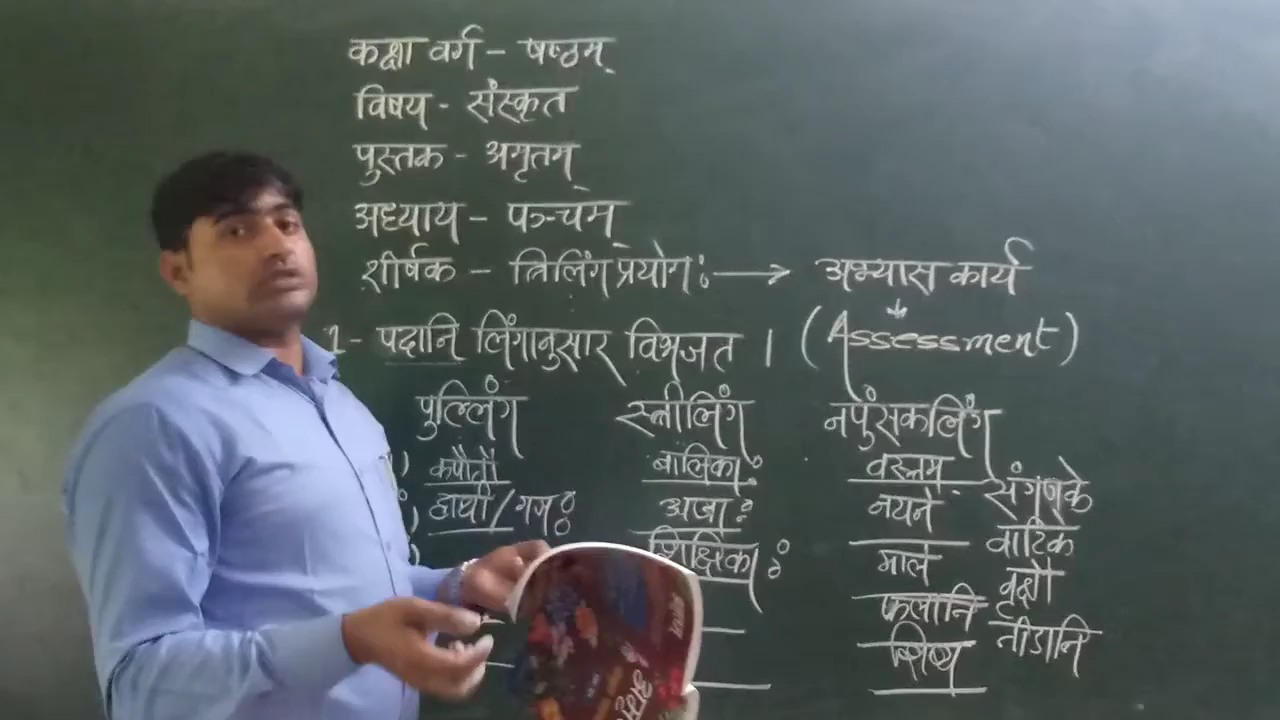 कक्षा वर्ग - षष्ठम्
विषय - संस्कृत
पुस्तक - अमृतम्
अध्याय - पञ्चम्
शीर्षक - त्रिलिंग प्रयोगः → अभ्यास कार्य
(Assessment)
1 - पदानि लिंगानुसार विभजत ।
पुल्लिंग स्त्रीलिंग नपुंसकलिंग
कपौतौ बालिकाः वस्त्रम्
हाथी / गजः अजाः नयने
शिक्षिकाः माले
फलानि
शिष्य
संगणके
वाटिक
वृक्षौ
नीडानि